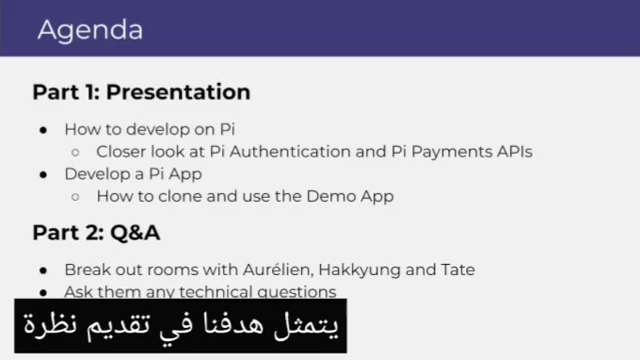 Agenda
Part 1: Presentation
● How to develop on Pi
○ Closer look at Pi Authentication and Pi Payments APIs
● Develop a Pi App
○ How to clone and use the Demo App
Part 2: Q&A
● Break out rooms with Aurélien, Hakkyung and Tate
● Ask them any technical questions
يتمثل هدفنا في تقديم نظرة